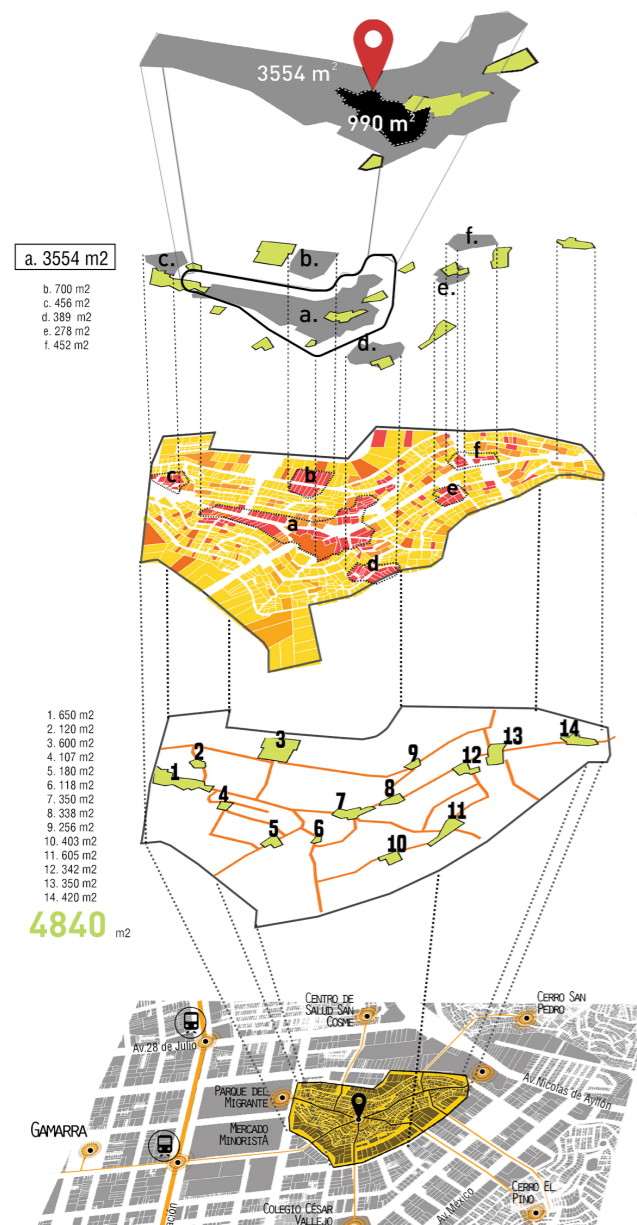 3554 m²
990 m²
a. 3554 m2
b. 700 m2
c. 456 m2
d. 389 m2
e. 278 m2
f. 452 m2
c.
b.
f.
e.
a.
d.
c
b
f
e
a
d
1. 650 m2
2. 120 m2
3. 600 m2
4. 107 m2
5. 180 m2
6. 118 m2
7. 350 m2
8. 338 m2
9. 256 m2
10. 403 m2
11. 605 m2
12. 342 m2
13. 350 m2
14. 420 m2
4840 m2
1
2
3
4
5
6
7
8
9
10
11
12
13
14
Centro de
Salud San
Cosme
Cerro San
Pedro
Av.28 de Julio
Av.Nicolas de Ayllón
Parque del
Migrante
Gamarra
Mercado
Minorista
Colegio César
Vallejo
Av.México
Cerro El
Pino